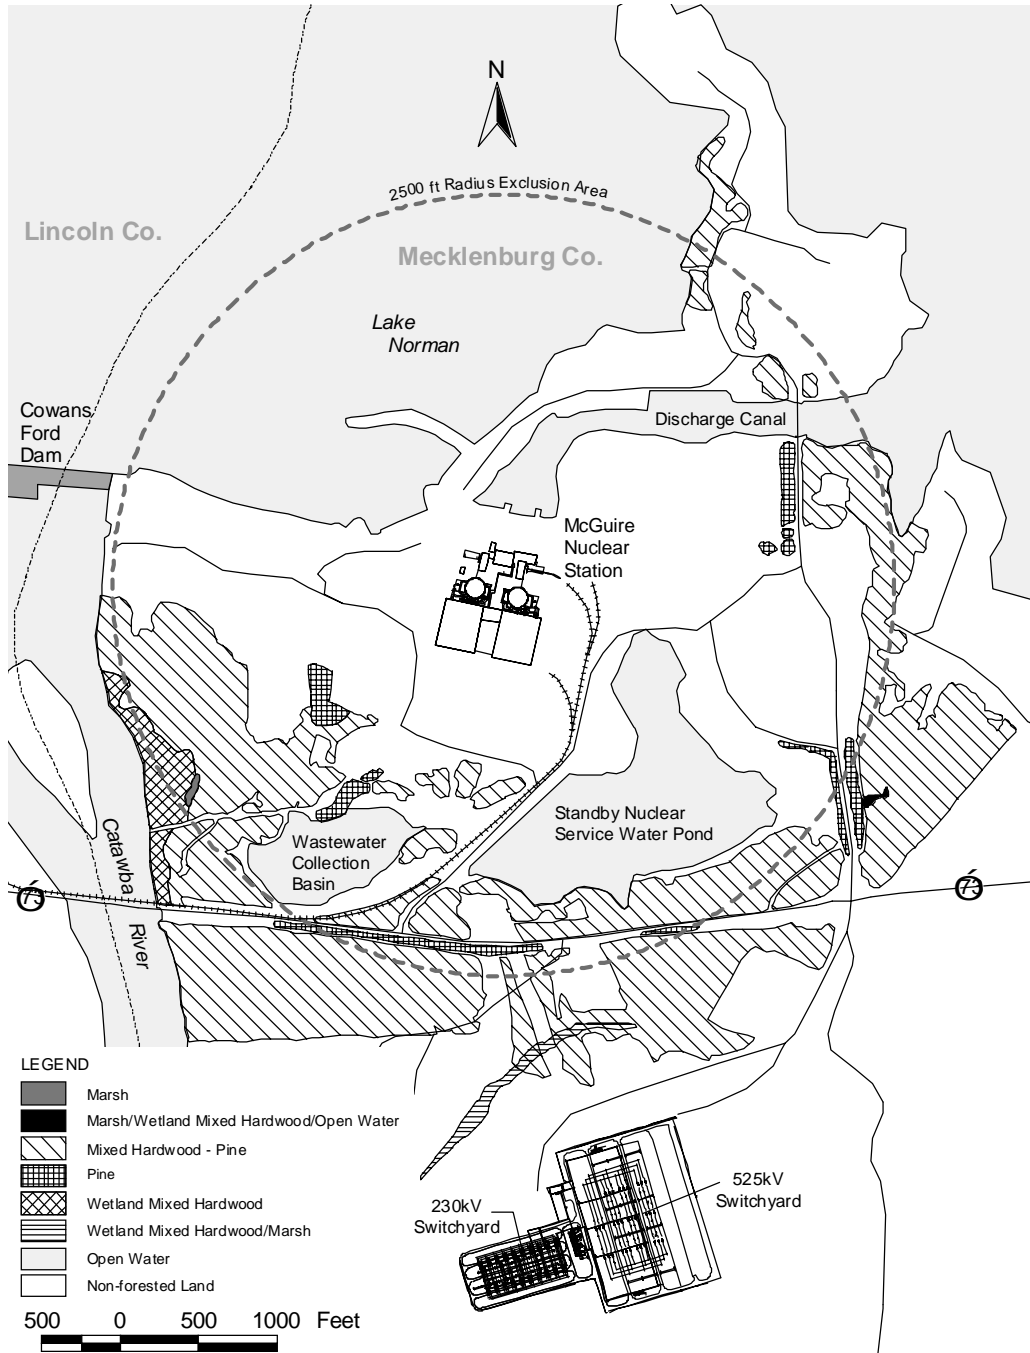 N
2500 ft Radius Exclusion Area
Lincoln Co.
Mecklenburg Co.
Lake
Norman
Cowans
Ford
Dam
Discharge Canal
McGuire
Nuclear
Station
Standby Nuclear
Service Water Pond
Wastewater
Collection
Basin
Catawba
River
73
73
LEGEND
Marsh
Marsh/Wetland Mixed Hardwood/Open Water
Mixed Hardwood - Pine
Pine
Wetland Mixed Hardwood
Wetland Mixed Hardwood/Marsh
Open Water
Non-forested Land
525kV
Switchyard
230kV
Switchyard
500 0 500 1000 Feet